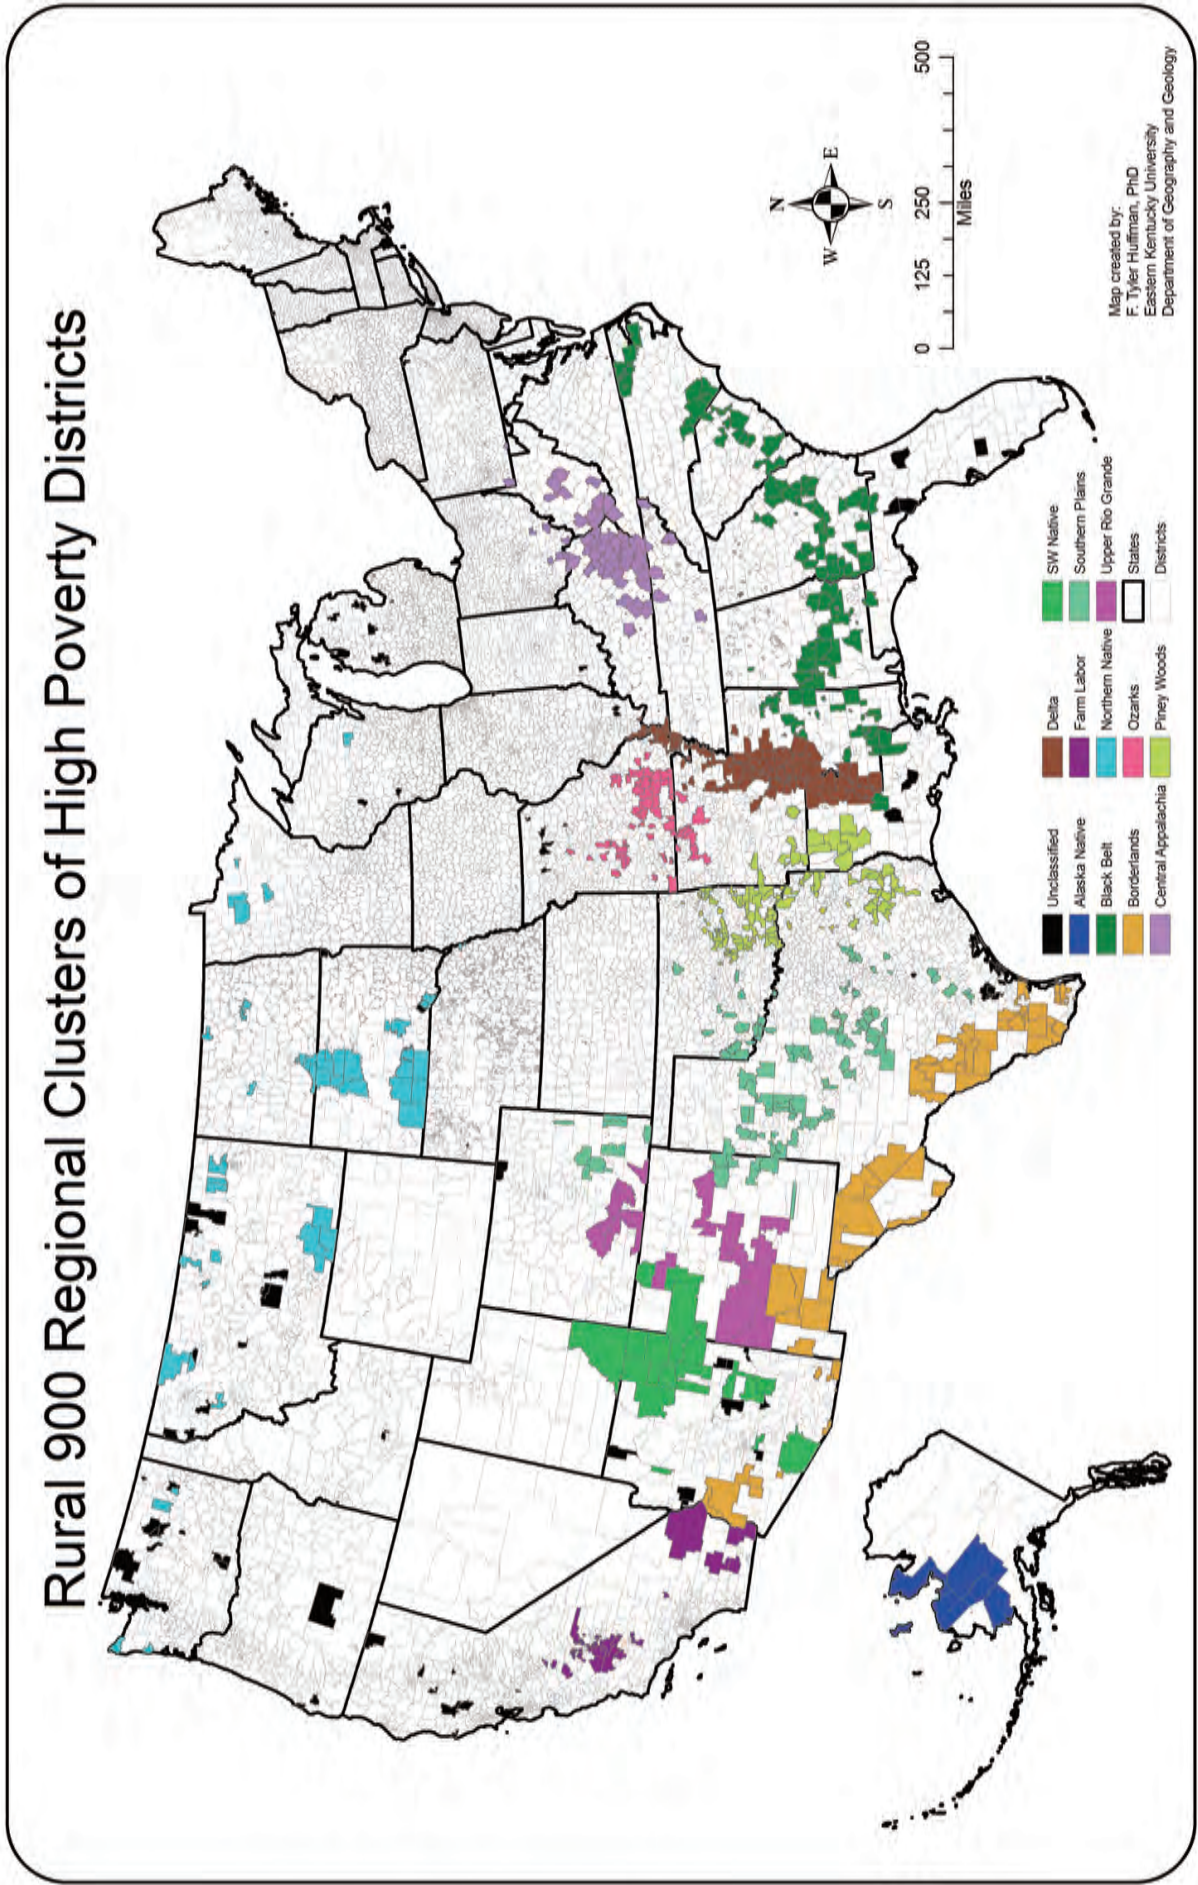 Rural 900 Regional Clusters of High Poverty Districts
N
W
E
S
0
125
250
500
Miles
Unclassified
Alaska Native
Black Belt
Borderlands
Central Appalachia
Delta
Farm Labor
Northern Native
Ozarks
Piney Woods
SW Native
Southern Plains
Upper Rio Grande
States
Districts
Map created by:
F. Tyler Huffman, PhD
Eastern Kentucky University
Department of Geography and Geology